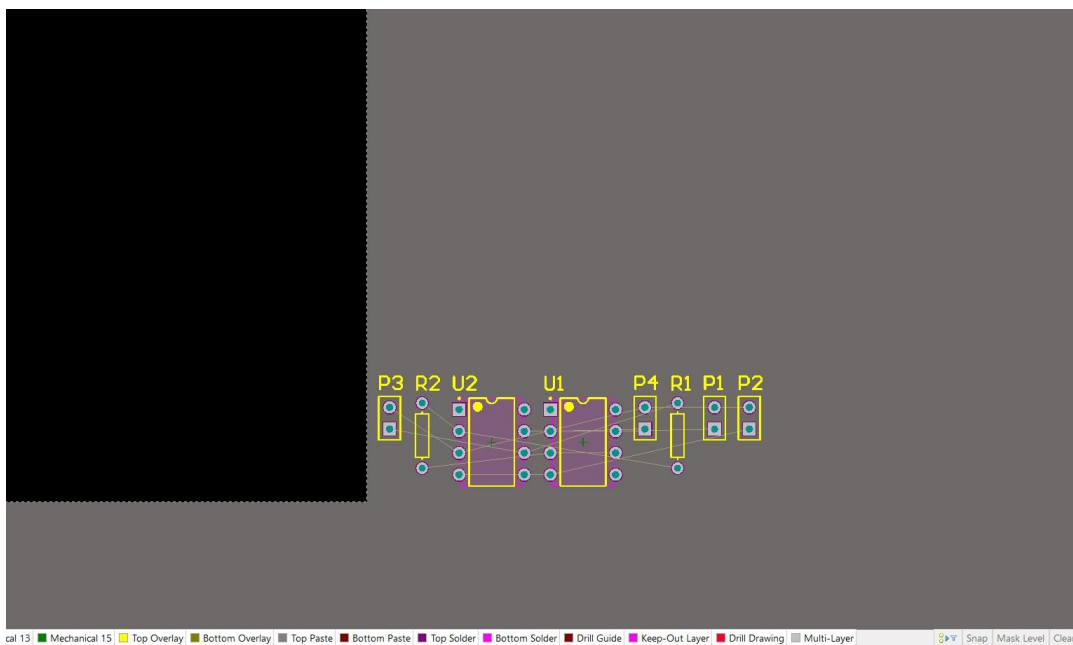 P3 R2 U2 U1 P4 R1 P1 P2
cal 13 Mechanical 15 Top Overlay Bottom Overlay Top Paste Bottom Paste Top Solder Bottom Solder Drill Guide Keep-Out Layer Drill Drawing Multi-Layer Snap Mask Level Clea